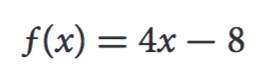 f(x) = 4x − 8